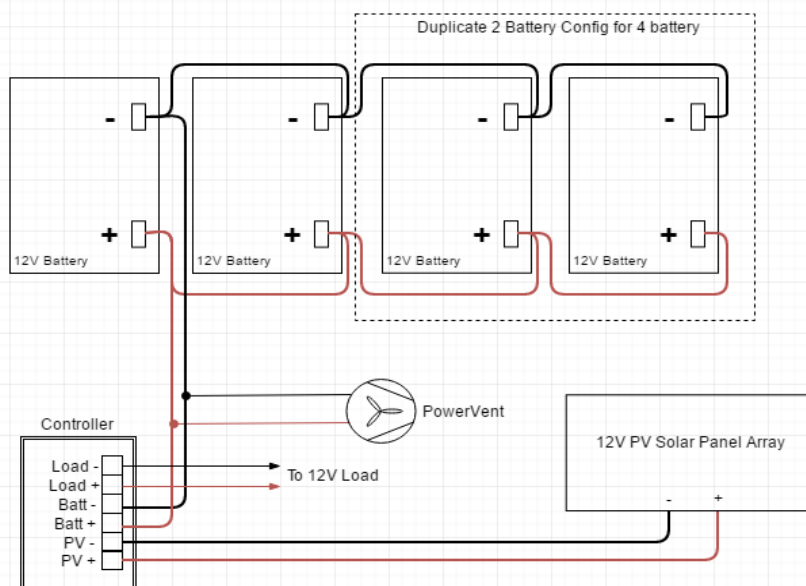 Duplicate 2 Battery Config for 4 battery
- - - -
+ + + +
12V Battery 12V Battery 12V Battery 12V Battery
PowerVent
Controller
12V PV Solar Panel Array
Load -
To 12V Load
Load +
Batt -
- +
Batt +
PV -
PV +